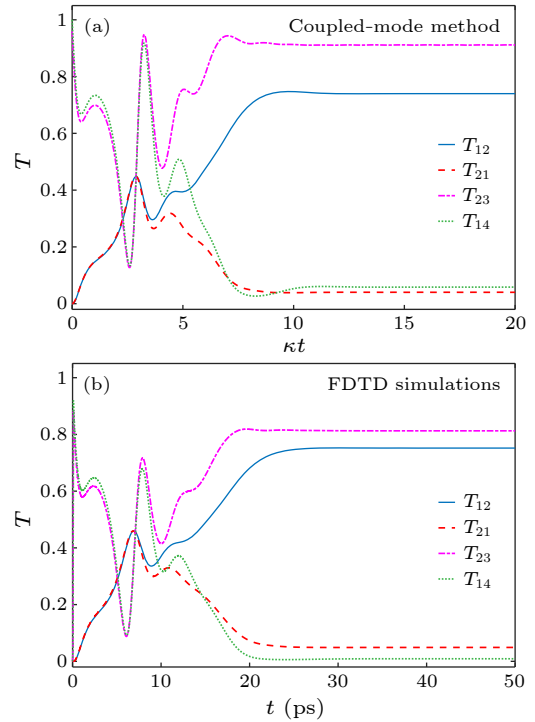 (a) Coupled-mode method
1
0.8
0.6
0.4
0.2
0
T
T12
T21
T23
T14
0 5 10 15 20
κt
(b) FDTD simulations
1
0.8
0.6
0.4
0.2
0
T
T12
T21
T23
T14
0 10 20 30 40 50
t (ps)